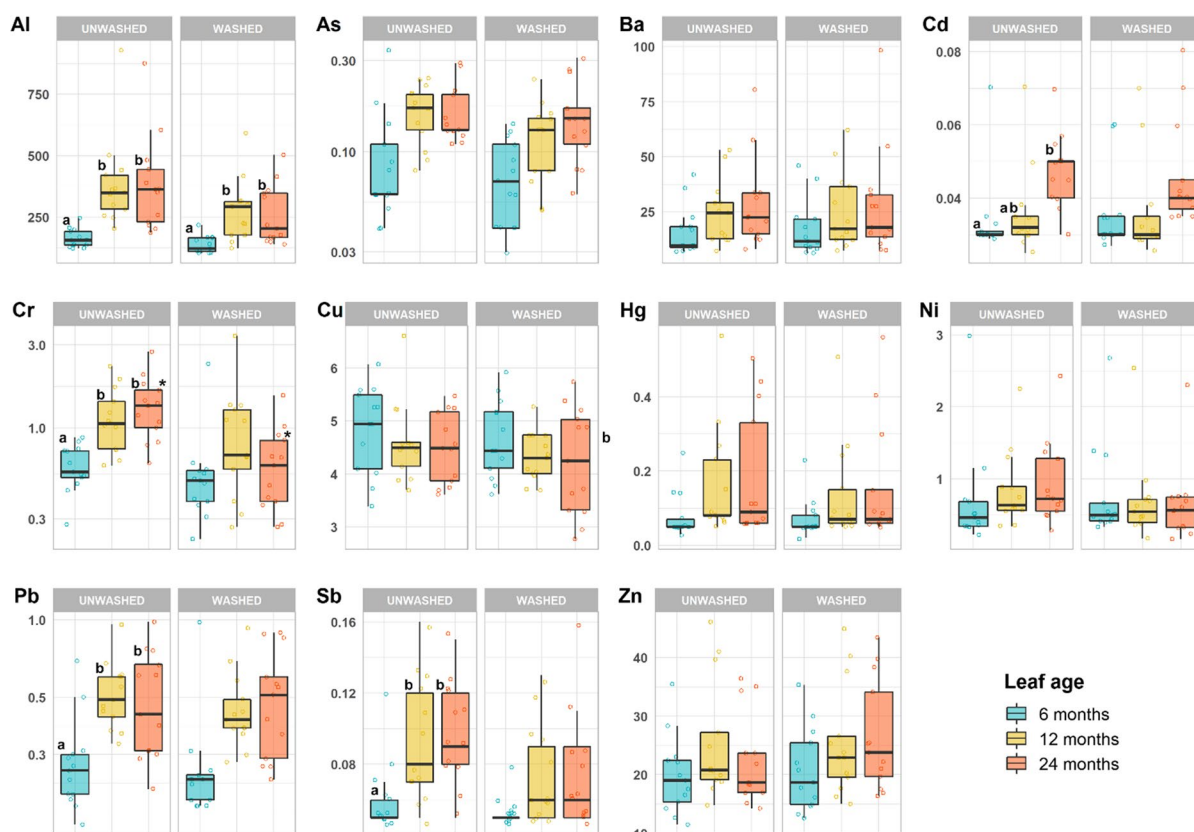 Al UNWASHED WASHED As UNWASHED WASHED Ba UNWASHED WASHED Cd UNWASHED WASHED
750 500 250 a b b a b b
0.30 0.10 0.03
100 75 50 25
0.08 0.06 0.04 a ab b
Cr UNWASHED WASHED Cu UNWASHED WASHED Hg UNWASHED WASHED Ni UNWASHED WASHED
3.0 1.0 0.3 a b b * *
6 5 4 3
b 0.4 0.2 0.0
3 2 1
Pb UNWASHED WASHED Sb UNWASHED WASHED Zn UNWASHED WASHED
1.0 0.5 0.3 a b b
0.16 0.12 0.08 a b b
40 30 20
Leaf age
6 months
12 months
24 months